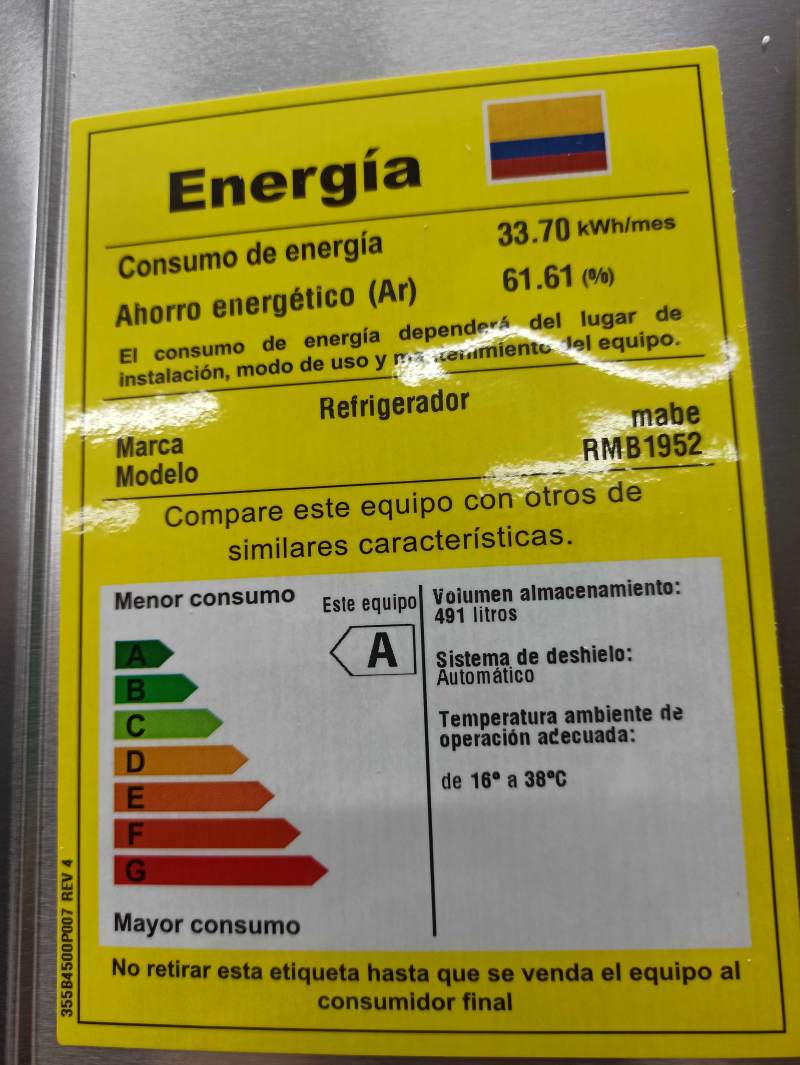 Energía
Consumo de energía 33.70 kWh/mes
Ahorro energético (Ar) 61.61 (%)
El consumo de energía dependerá del lugar de
instalación, modo de uso y mantenimiento del equipo.
Refrigerador
Marca mabe
Modelo RMB1952
Compare este equipo con otros de
similares características.
Menor consumo
Este equipo
A
A
B
C
D
E
F
G
Mayor consumo
Volumen almacenamiento:
491 litros
Sistema de deshielo:
Automático
Temperatura ambiente de
operación adecuada:
de 16º a 38ºC
No retirar esta etiqueta hasta que se venda el equipo al
consumidor final
355B4500P007 REV 4